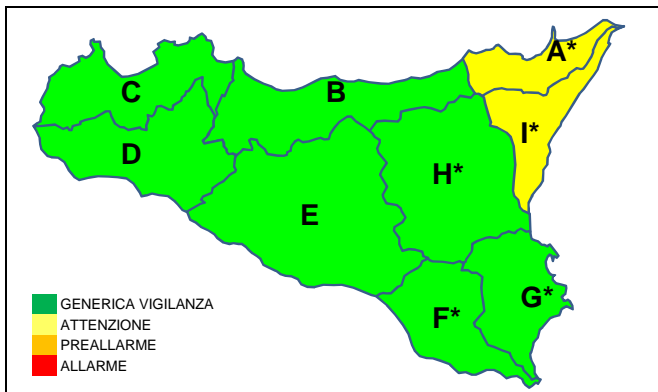 A*
C
B
I*
D
H*
E
G*
F*
GENERICA VIGILANZA
ATTENZIONE
PREALLARME
ALLARME